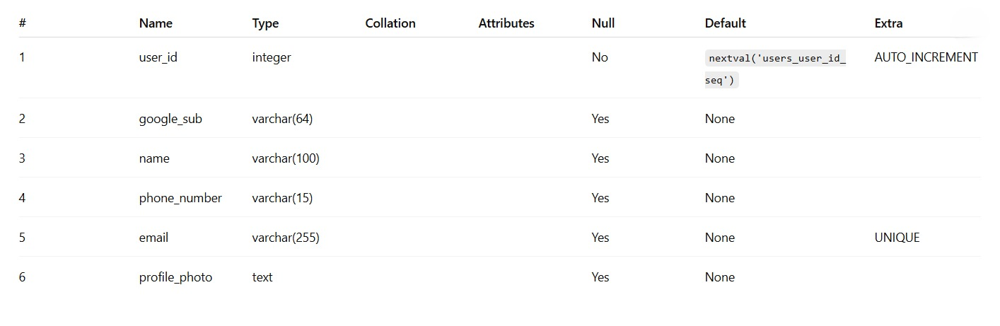 # Name Type Collation Attributes Null Default Extra
1 user_id integer No nextval('users_user_id_ AUTO_INCREMENT
seq')
2 google_sub varchar(64) Yes None
3 name varchar(100) Yes None
4 phone_number varchar(15) Yes None
5 email varchar(255) Yes None UNIQUE
6 profile_photo text Yes None